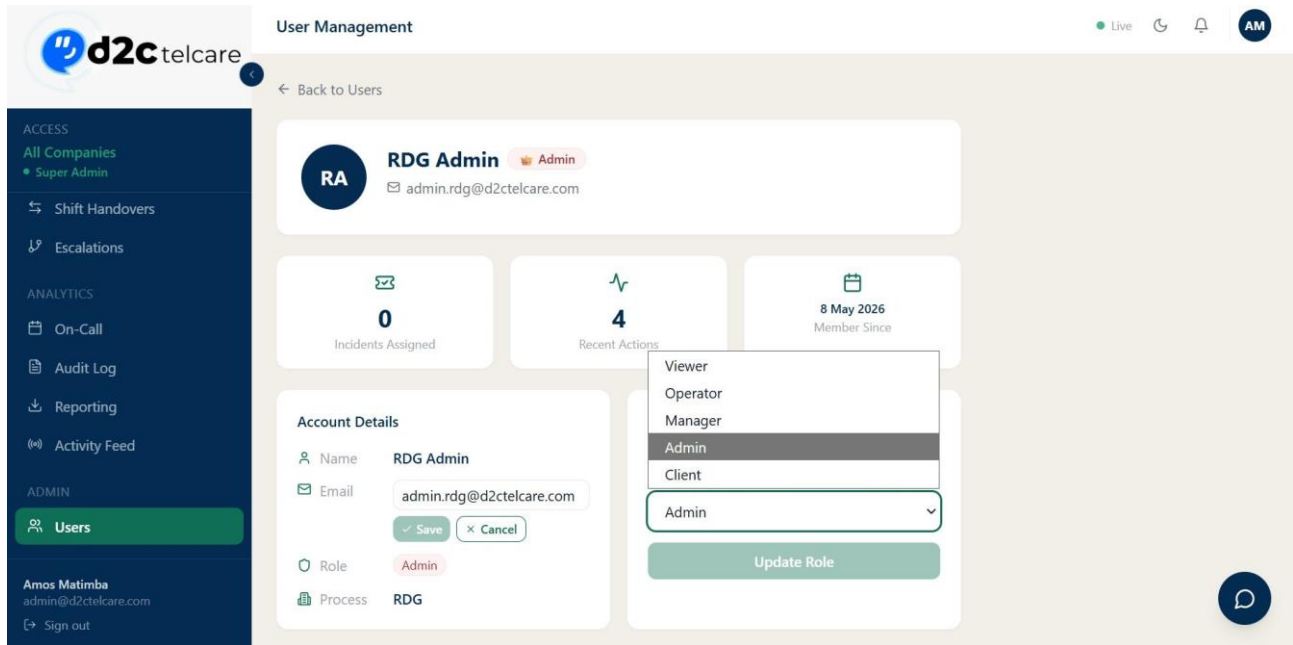 d2c telcare
ACCESS
All Companies
Super Admin
Shift Handovers
Escalations
ANALYTICS
On-Call
Audit Log
Reporting
Activity Feed
ADMIN
Users
Amos Matimba
admin@d2ctelcare.com
Sign out
User Management
Live
AM
Back to Users
RA
RDG Admin
Admin
admin.rdg@d2ctelcare.com
0
Incidents Assigned
4
Recent Actions
8 May 2026
Member Since
Account Details
Name RDG Admin
Email admin.rdg@d2ctelcare.com
Save Cancel
Role Admin
Process RDG
Viewer
Operator
Manager
Admin
Client
Admin
Update Role